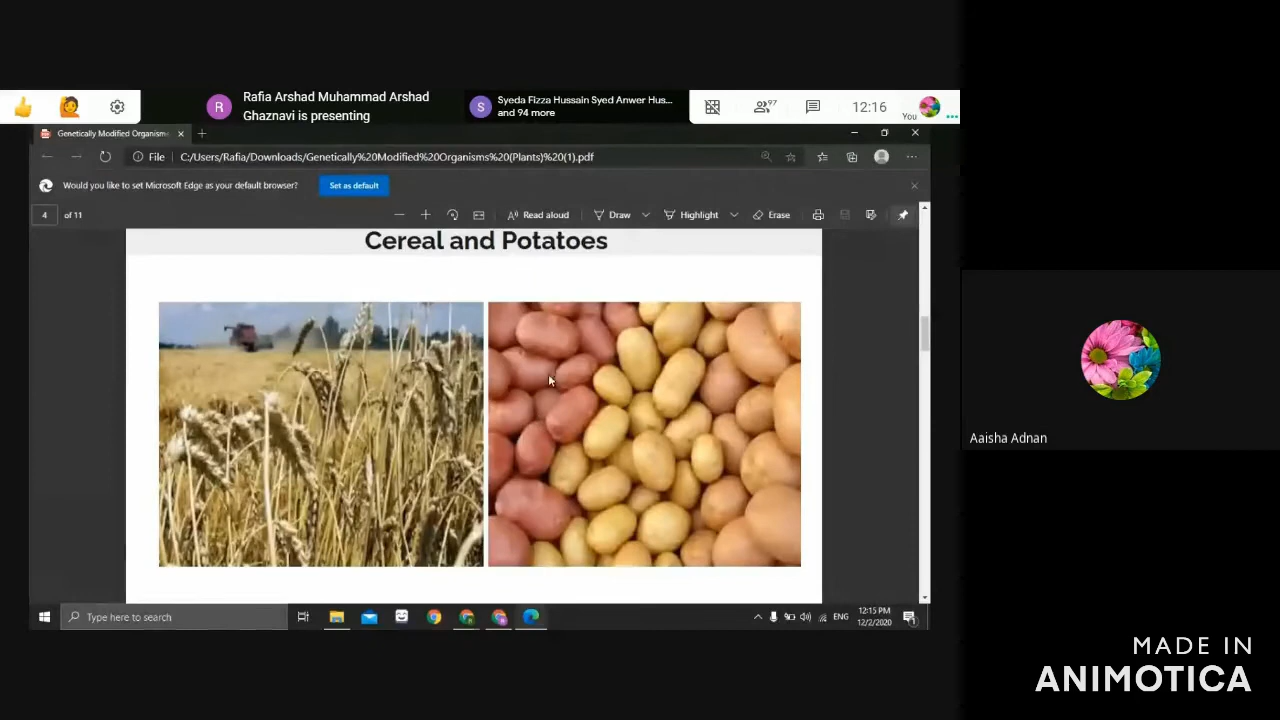 Rafia Arshad Muhammad Arshad
Ghaznavi is presenting
Syeda Fizza Hussain Syed Anwer Hus...
and 94 more
97
12:16
You
Genetically Modified Organism
File
C:/Users/Rafia/Downloads/Genetically%20Modified%20Organisms%20(Plants)%20(1).pdf
Would you like to set Microsoft Edge as your default browser?
Set as default
4
of 11
Read aloud
Draw
Highlight
Erase
Cereal and Potatoes
Aaisha Adnan
Type here to search
ENG
12:15 PM
12/2/2020
MADE IN
ANIMOTICA
R
S